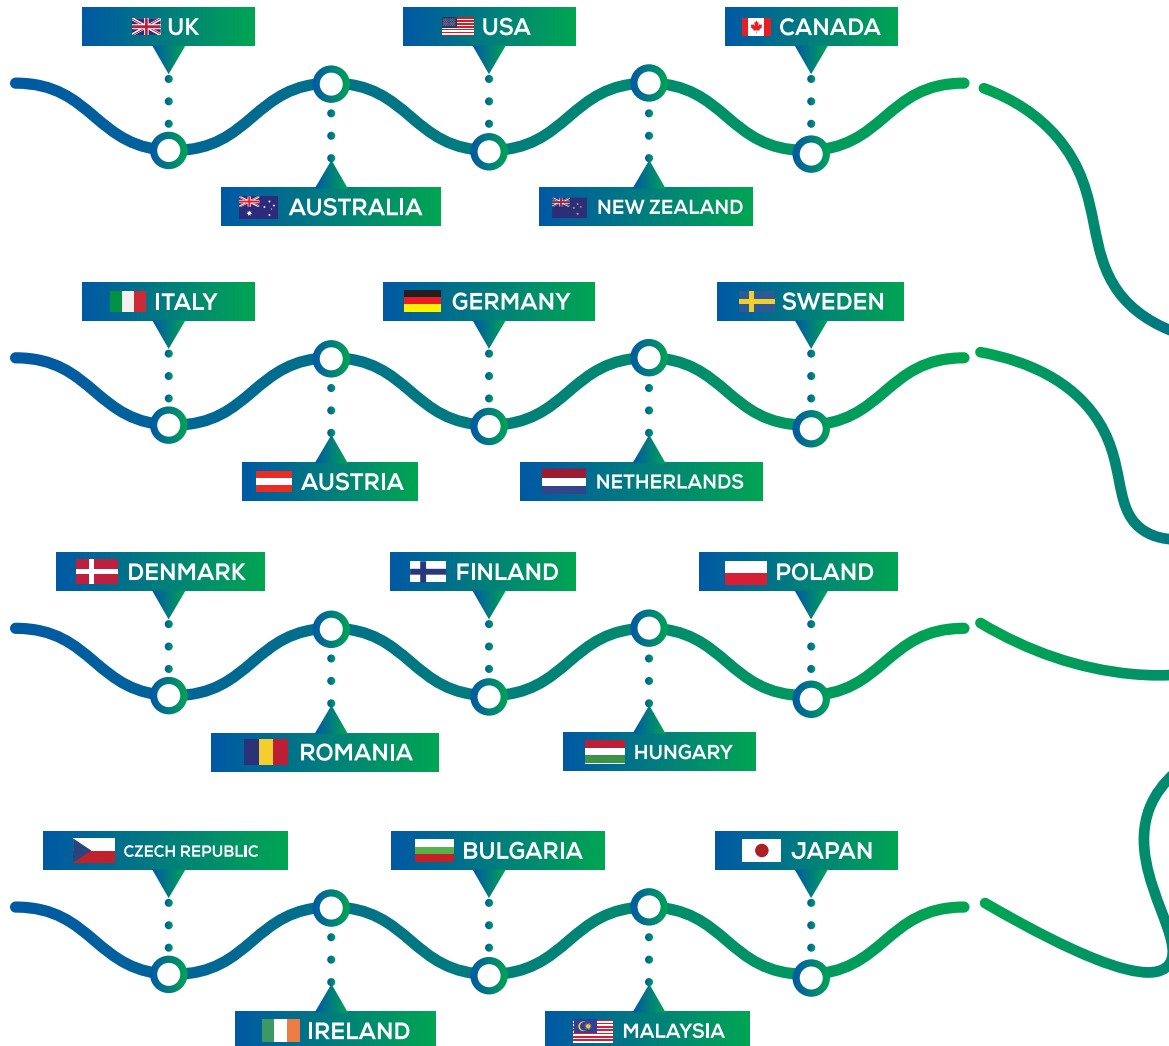 UK
USA
CANADA
AUSTRALIA
NEW ZEALAND
ITALY
GERMANY
SWEDEN
AUSTRIA
NETHERLANDS
DENMARK
FINLAND
POLAND
ROMANIA
HUNGARY
CZECH REPUBLIC
BULGARIA
JAPAN
IRELAND
MALAYSIA